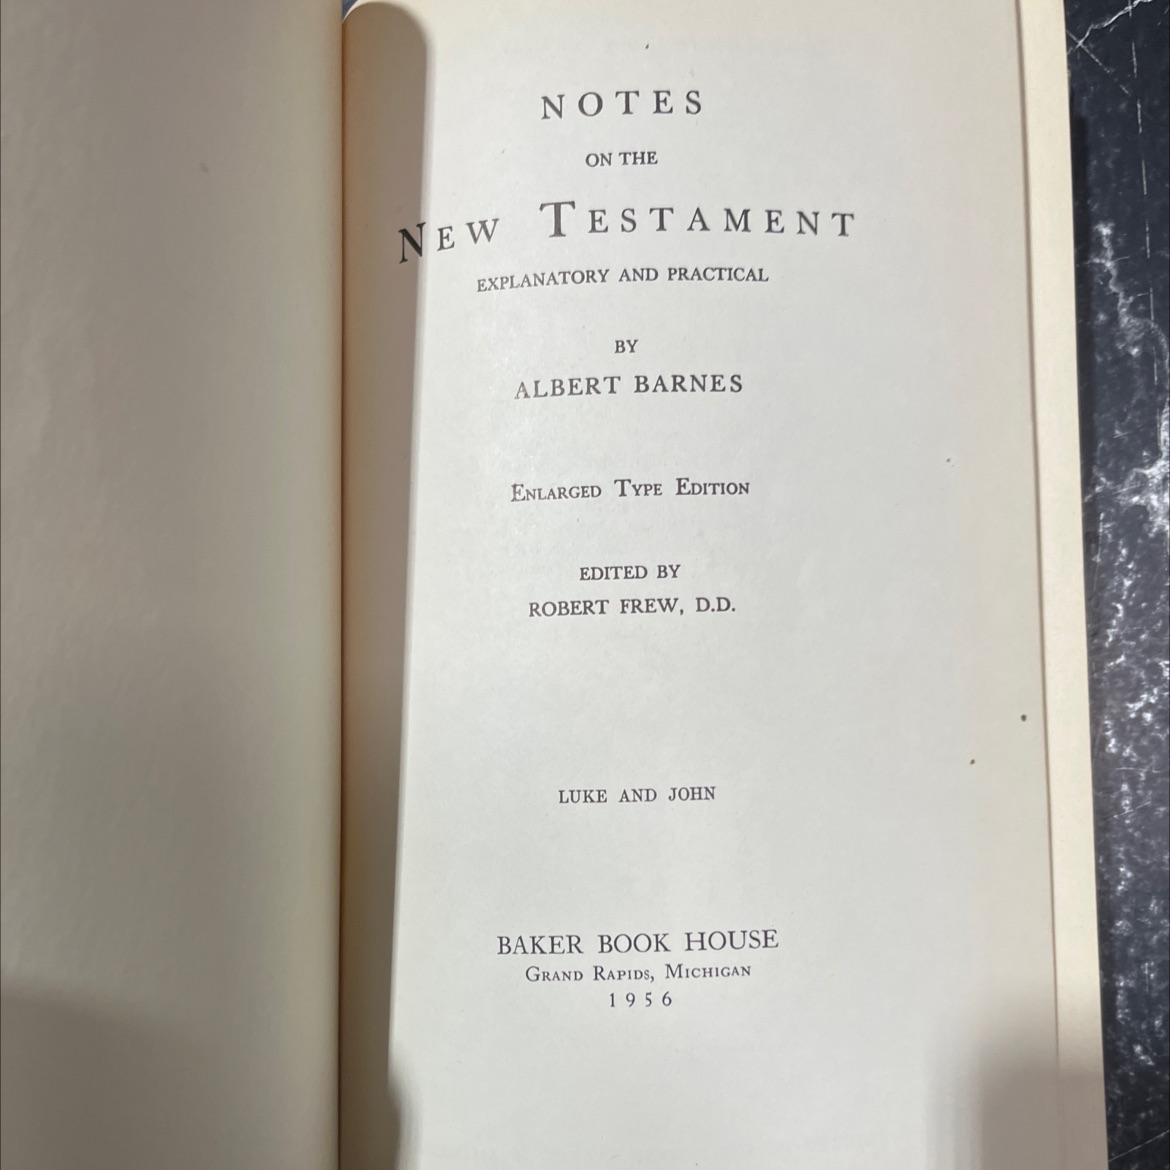 NOTES
ON THE
NEW TESTAMENT
EXPLANATORY AND PRACTICAL
BY
ALBERT BARNES
ENLARGED TYPE EDITION
EDITED BY
ROBERT FREW, D.D.
LUKE AND JOHN
BAKER BOOK HOUSE
GRAND RAPIDS, MICHIGAN
1956